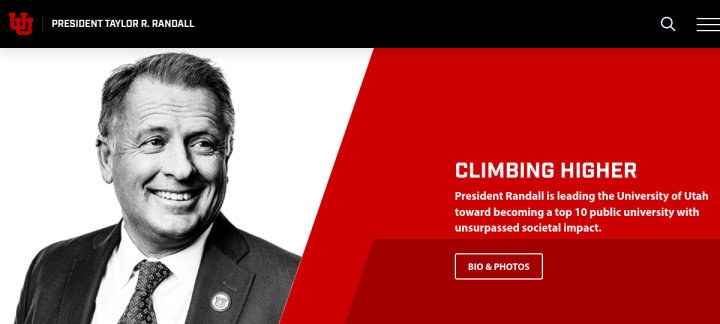 PRESIDENT TAYLOR R. RANDALL
CLIMBING HIGHER
President Randall is leading the University of Utah
toward becoming a top 10 public university with
unsurpassed societal impact.
BIO & PHOTOS